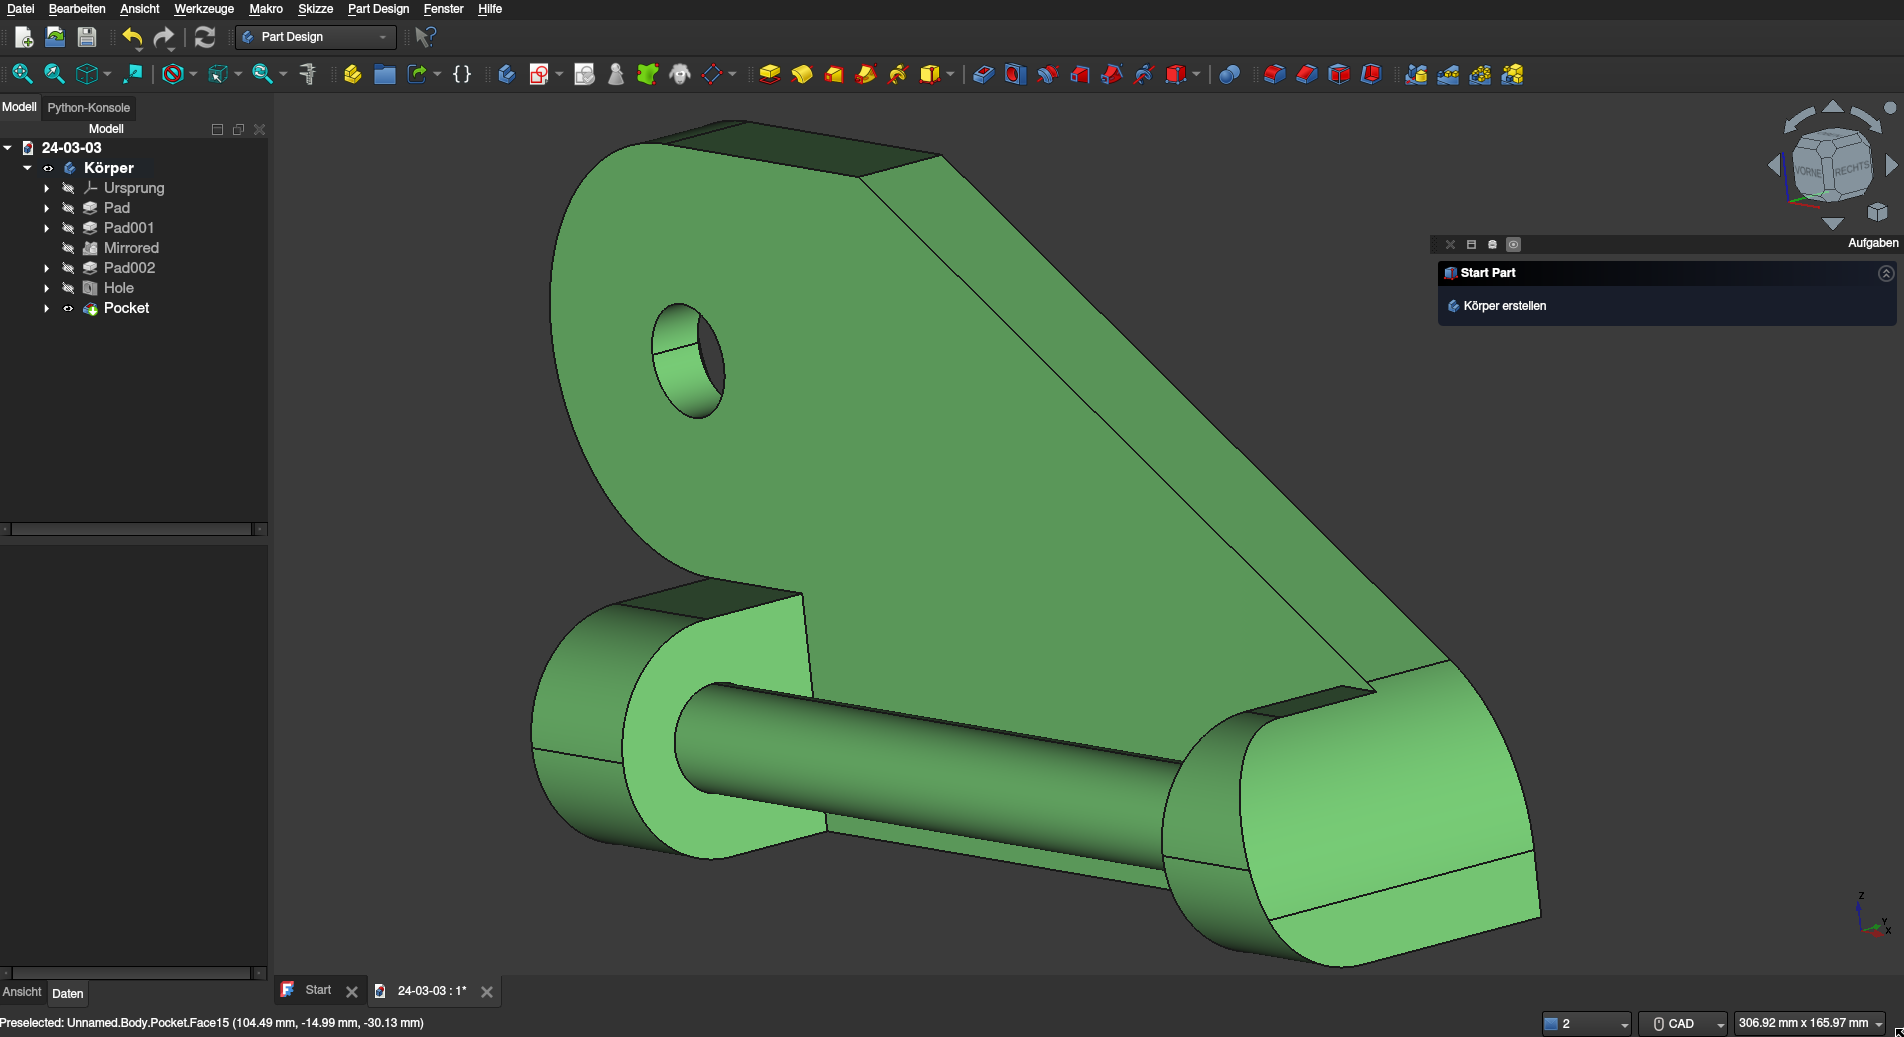 Datei Bearbeiten Ansicht Werkzeuge Makro Skizze Part Design Fenster Hilfe
Part Design
Modell Python-Konsole
Modell
24-03-03
Körper
Ursprung
Pad
Pad001
Mirrored
Pad002
Hole
Pocket
VORNE RECHTS
Aufgaben
Start Part
Körper erstellen
Z
Y
X
Ansicht Daten
Start 24-03-03 : 1*
Preselected: Unnamed.Body.Pocket.Face15 (104.49 mm, -14.99 mm, -30.13 mm)
2 CAD 306.92 mm x 165.97 mm